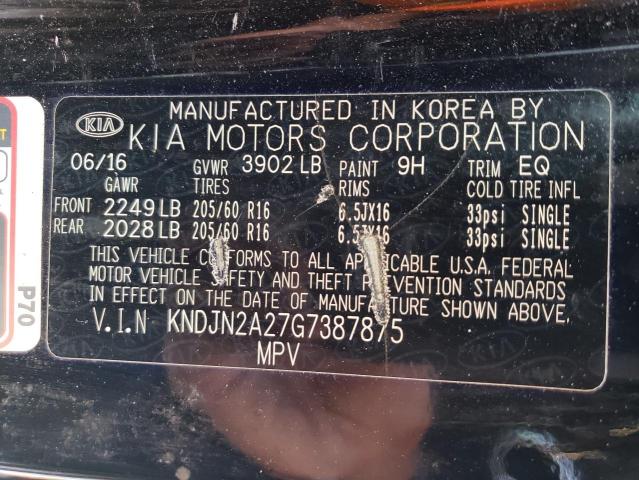 MANUFACTURED IN KOREA BY
KIA KIA MOTORS CORPORATION
06/16 GVWR 3902 LB PAINT 9H TRIM EQ
GAWR TIRES RIMS COLD TIRE INFL
FRONT 2249 LB 205/60 R16 6.5JX16 33psi SINGLE
REAR 2028 LB 205/60 R16 6.5JX16 33psi SINGLE
THIS VEHICLE CONFORMS TO ALL APPLICABLE U.S.A. FEDERAL
MOTOR VEHICLE SAFETY AND THEFT PREVENTION STANDARDS
IN EFFECT ON THE DATE OF MANUFACTURE SHOWN ABOVE.
V.I.N KNDJN2A27G7387875
MPV
P70